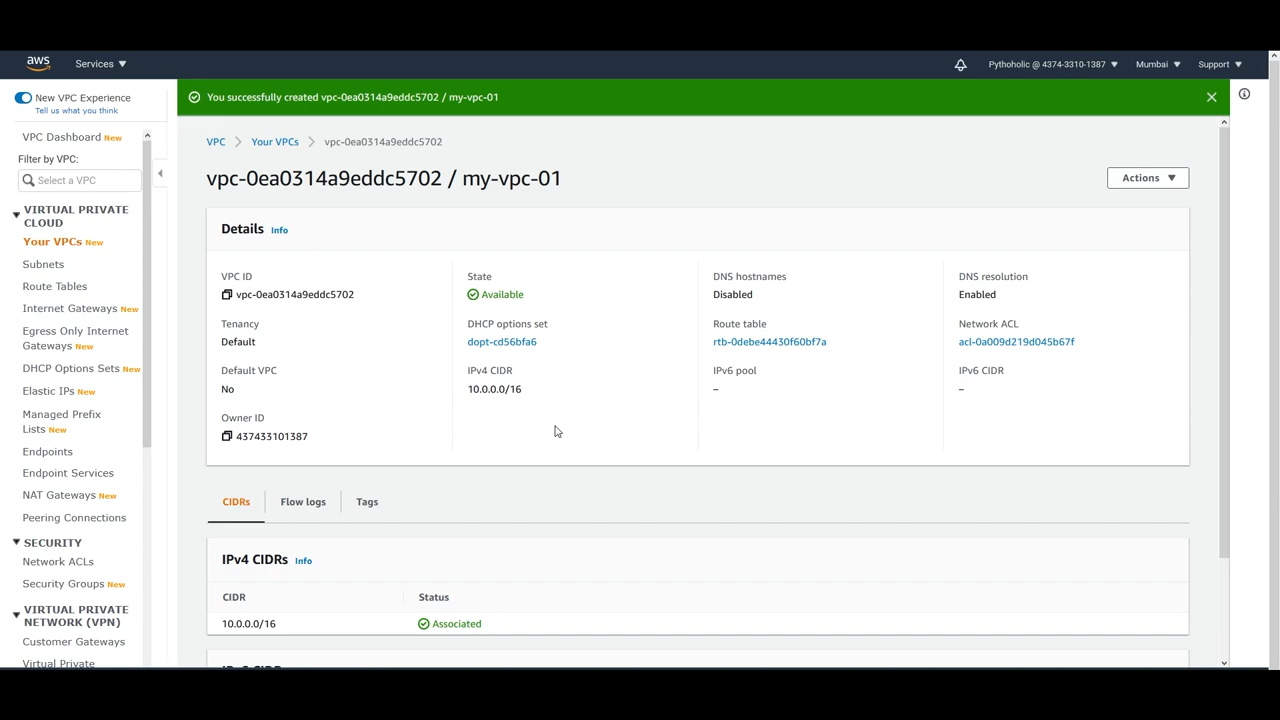 aws
Services
Pythoholic @ 4374-3310-1387
Mumbai
Support
New VPC Experience
Tell us what you think
You successfully created vpc-0ea0314a9eddc5702 / my-vpc-01
VPC Dashboard New
Filter by VPC:
Select a VPC
VIRTUAL PRIVATE
CLOUD
Your VPCs New
Subnets
Route Tables
Internet Gateways New
Egress Only Internet
Gateways New
DHCP Options Sets New
Elastic IPs New
Managed Prefix
Lists New
Endpoints
Endpoint Services
NAT Gateways New
Peering Connections
SECURITY
Network ACLs
Security Groups New
VIRTUAL PRIVATE
NETWORK (VPN)
Customer Gateways
Virtual Private
VPC > Your VPCs > vpc-0ea0314a9eddc5702
vpc-0ea0314a9eddc5702 / my-vpc-01
Actions
Details Info
VPC ID
vpc-0ea0314a9eddc5702
State
Available
DNS hostnames
Disabled
DNS resolution
Enabled
Tenancy
Default
DHCP options set
dopt-cd56bfa6
Route table
rtb-0debe44430f60bf7a
Network ACL
acl-0a009d219d045b67f
Default VPC
No
IPv4 CIDR
10.0.0.0/16
IPv6 pool
–
IPv6 CIDR
–
Owner ID
437433101387
CIDRs
Flow logs
Tags
IPv4 CIDRs Info
CIDR
Status
10.0.0.0/16
Associated